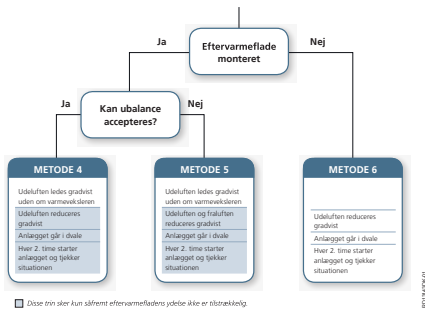 Eftervarmeflade
monteret
Ja
Nej
Kan ubalance
accepteres?
Ja
Nej
METODE 4
Udeluften ledes gradvist
uden om varmeveksleren
Udeluften reduceres
gradvist
Anlægget går i dvale
Hver 2. time starter
anlægget og tjekker
situationen
METODE 5
Udeluften ledes gradvist
uden om varmeveksleren
Udeluften og fraluften
reduceres gradvist
Anlægget går i dvale
Hver 2. time starter
anlægget og tjekker
situationen
METODE 6
Udeluften reduceres
gradvist
Anlægget går i dvale
Hver 2. time starter
anlægget og tjekker
situationen
Disse trin sker kun såfremt eftervarmefladens ydelse ikke er tilstrækkelig.